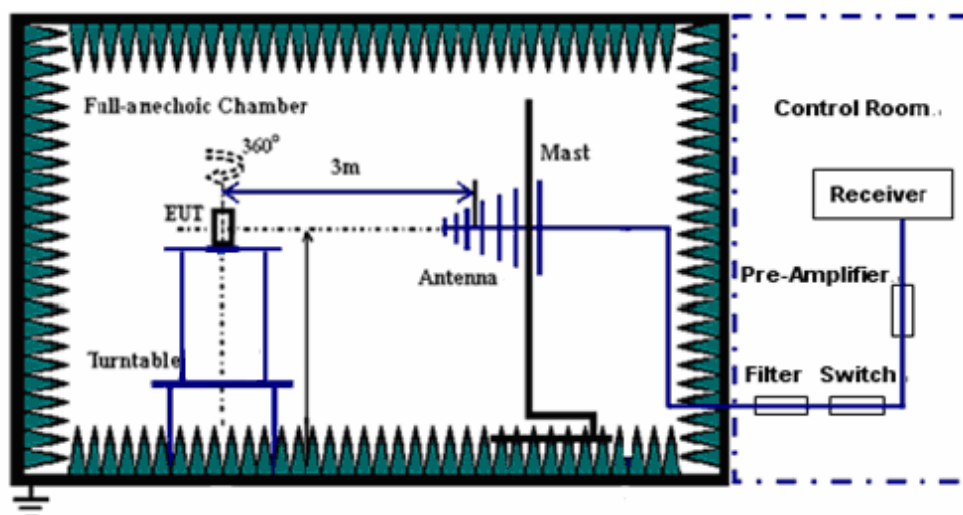 Full-anechoic Chamber
360°
3m
Mast
EUT
Antenna
Turntable
Control Room
Receiver
Pre-Amplifier
Filter
Switch